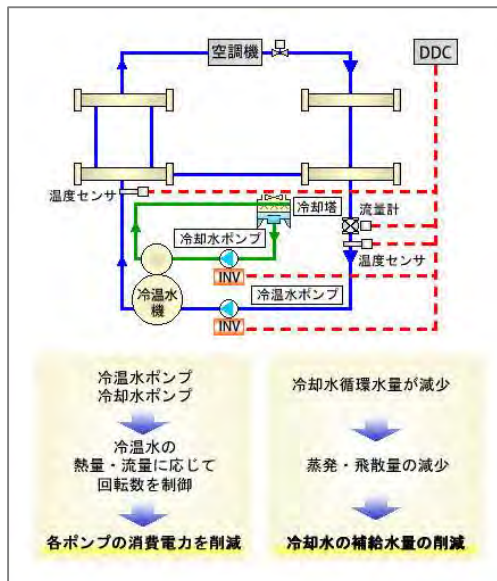 空調機
DDC
温度センサ
冷却塔
流量計
冷却水ポンプ
温度センサ
INV
冷温水
機
冷温水ポンプ
INV
冷温水ポンプ
冷却水ポンプ
冷温水の
熱量・流量に応じて
回転数を制御
各ポンプの消費電力を削減
冷却水循環水量が減少
蒸発・飛散量の減少
冷却水の補給水量の削減